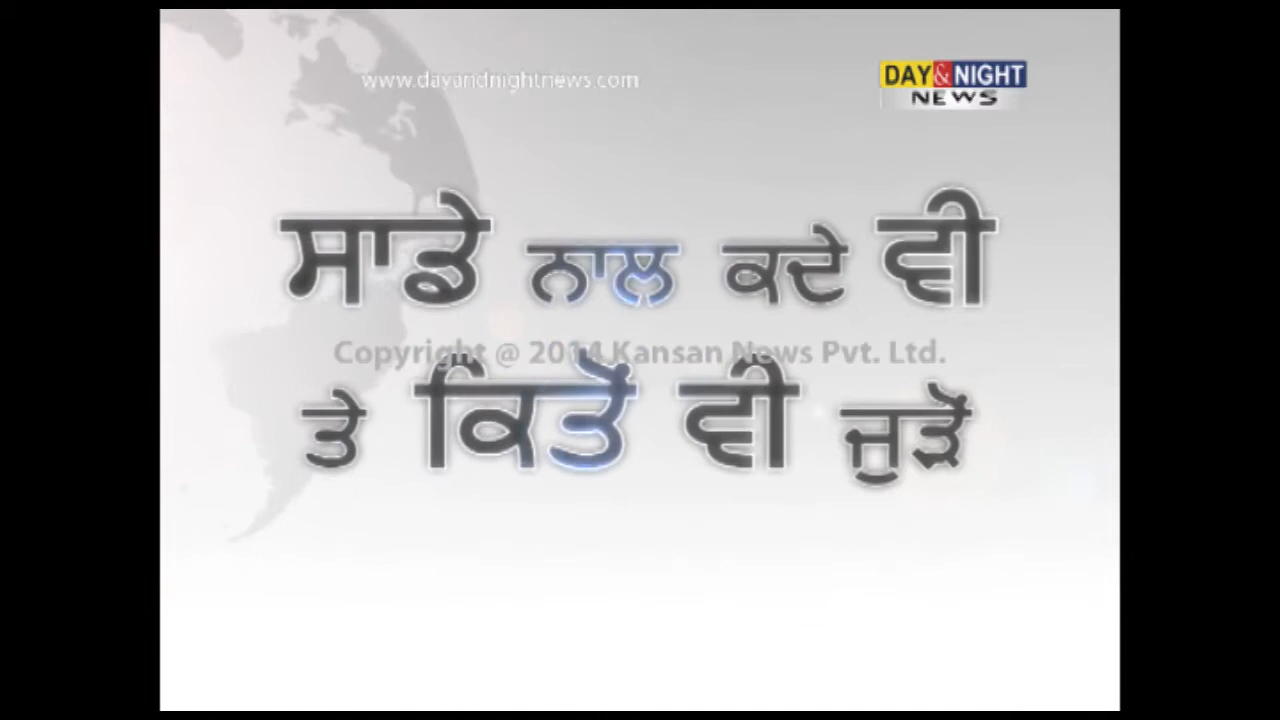 www.dayandnightnews.com
DAY & NIGHT
NEWS
ਸਾਡੇ ਨਾਲ ਕਦੇ ਵੀ
Copyright @ 2014 Kansan News Pvt. Ltd.
ਤੇ ਕਿਤੋਂ ਵੀ ਜੁੜੋਂ